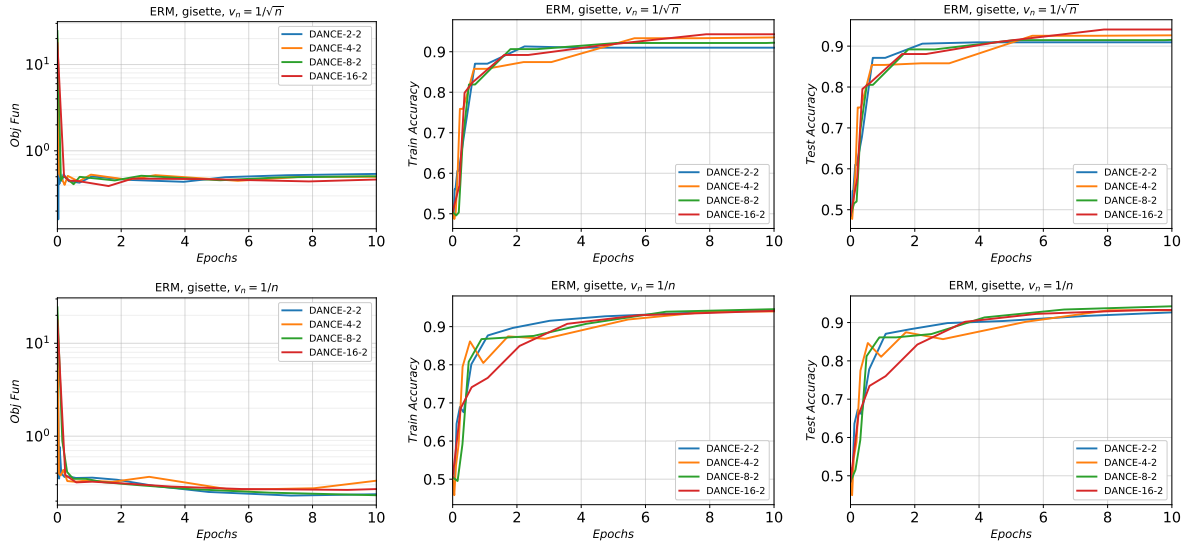 ERM, gisette, $v_n = 1/\sqrt{n}$
Obj Fun
10¹
10⁰
DANCE-2-2
DANCE-4-2
DANCE-8-2
DANCE-16-2
0 2 4 6 8 10
Epochs
ERM, gisette, $v_n = 1/\sqrt{n}$
Train Accuracy
0.9
0.8
0.7
0.6
0.5
DANCE-2-2
DANCE-4-2
DANCE-8-2
DANCE-16-2
0 2 4 6 8 10
Epochs
ERM, gisette, $v_n = 1/\sqrt{n}$
Test Accuracy
0.9
0.8
0.7
0.6
0.5
DANCE-2-2
DANCE-4-2
DANCE-8-2
DANCE-16-2
0 2 4 6 8 10
Epochs
ERM, gisette, $v_n = 1/n$
Obj Fun
10¹
10⁰
DANCE-2-2
DANCE-4-2
DANCE-8-2
DANCE-16-2
0 2 4 6 8 10
Epochs
ERM, gisette, $v_n = 1/n$
Train Accuracy
0.9
0.8
0.7
0.6
0.5
DANCE-2-2
DANCE-4-2
DANCE-8-2
DANCE-16-2
0 2 4 6 8 10
Epochs
ERM, gisette, $v_n = 1/n$
Test Accuracy
0.9
0.8
0.7
0.6
0.5
DANCE-2-2
DANCE-4-2
DANCE-8-2
DANCE-16-2
0 2 4 6 8 10
Epochs